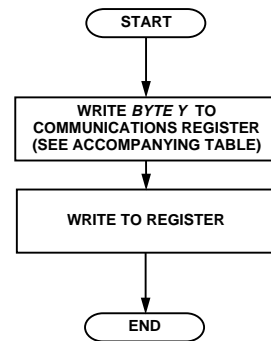 START
WRITE BYTE Y TO
COMMUNICATIONS REGISTER
(SEE ACCOMPANYING TABLE)
WRITE TO REGISTER
END